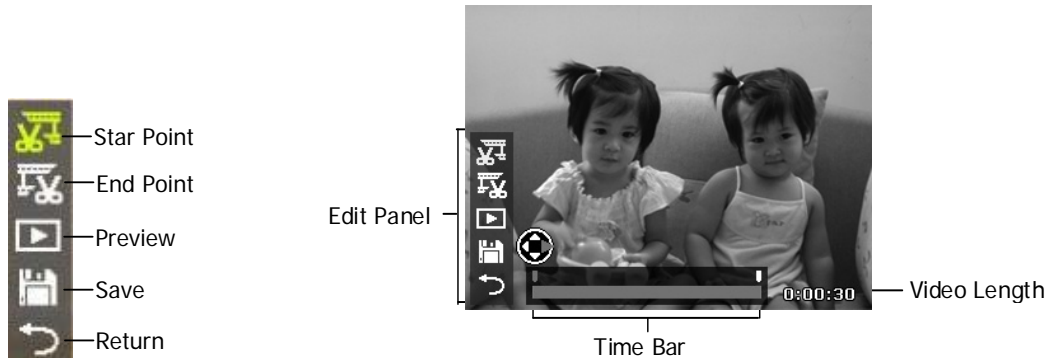 Star Point
End Point
Preview
Save
Return
Edit Panel
0:00:30
Video Length
Time Bar